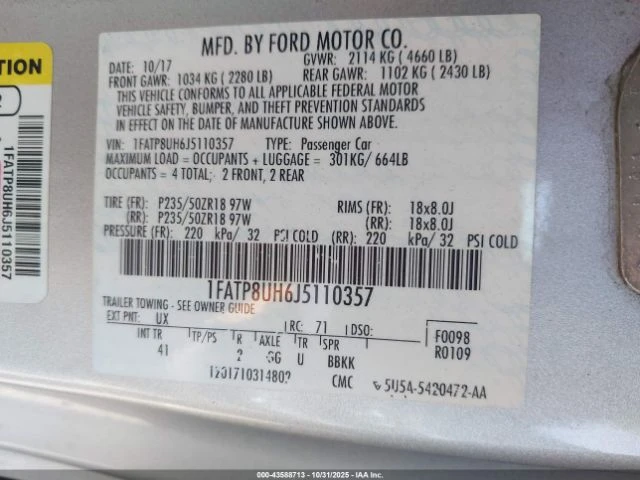 MFD. BY FORD MOTOR CO.
DATE: 10/17 GVWR: 2114 KG ( 4660 LB)
FRONT GAWR: 1034 KG ( 2280 LB) REAR GAWR: 1102 KG ( 2430 LB)
THIS VEHICLE CONFORMS TO ALL APPLICABLE FEDERAL MOTOR
VEHICLE SAFETY, BUMPER, AND THEFT PREVENTION STANDARDS
IN EFFECT ON THE DATE OF MANUFACTURE SHOWN ABOVE.
VIN: 1FATP8UH6J5110357 TYPE: Passenger Car
MAXIMUM LOAD = OCCUPANTS + LUGGAGE = 301KG/ 664LB
OCCUPANTS = 4 TOTAL; 2 FRONT, 2 REAR
TIRE (FR): P235/50ZR18 97W RIMS (FR): 18x8.0J
(RR): P235/50ZR18 97W (RR): 18x8.0J
PRESSURE (FR): 220 kPa/ 32 PSI COLD (RR): 220 kPa/ 32 PSI COLD
1FATP8UH6J5110357
TRAILER TOWING - SEE OWNER GUIDE
EXT PNT: UX RC: 71 DSO: F0098
INT TR TP/PS R AXLE TR SPR R0109
41 2 GG U BBKK
CMC 5U5A-5420472-AA
TION
2
1FATP8UH6J5110357
000-43588713 - 10/31/2025 - IAA Inc.